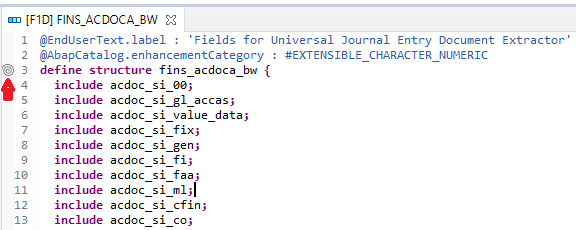 [F1D] FINS_ACDOCA_BW
1 @EndUserText.label : 'Fields for Universal Journal Entry Document Extractor'
2 @AbapCatalog.enhancementCategory : #EXTENSIBLE_CHARACTER_NUMERIC
3 define structure fins_acdoca_bw {
4 include acdoc_si_00;
5 include acdoc_si_gl_accas;
6 include acdoc_si_value_data;
7 include acdoc_si_fix;
8 include acdoc_si_gen;
9 include acdoc_si_fi;
10 include acdoc_si_faa;
11 include acdoc_si_ml;
12 include acdoc_si_cfin;
13 include acdoc_si_co;